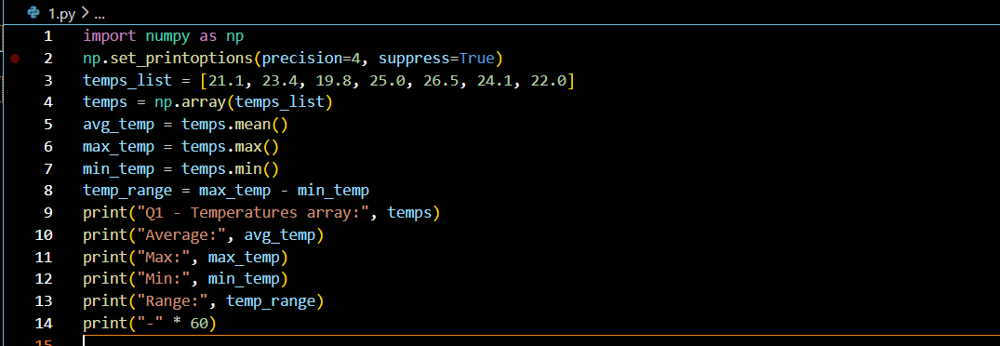 1.py > ...
1 import numpy as np
2 np.set_printoptions(precision=4, suppress=True)
3 temps_list = [21.1, 23.4, 19.8, 25.0, 26.5, 24.1, 22.0]
4 temps = np.array(temps_list)
5 avg_temp = temps.mean()
6 max_temp = temps.max()
7 min_temp = temps.min()
8 temp_range = max_temp - min_temp
9 print("Q1 - Temperatures array:", temps)
10 print("Average:", avg_temp)
11 print("Max:", max_temp)
12 print("Min:", min_temp)
13 print("Range:", temp_range)
14 print("-" * 60)
15